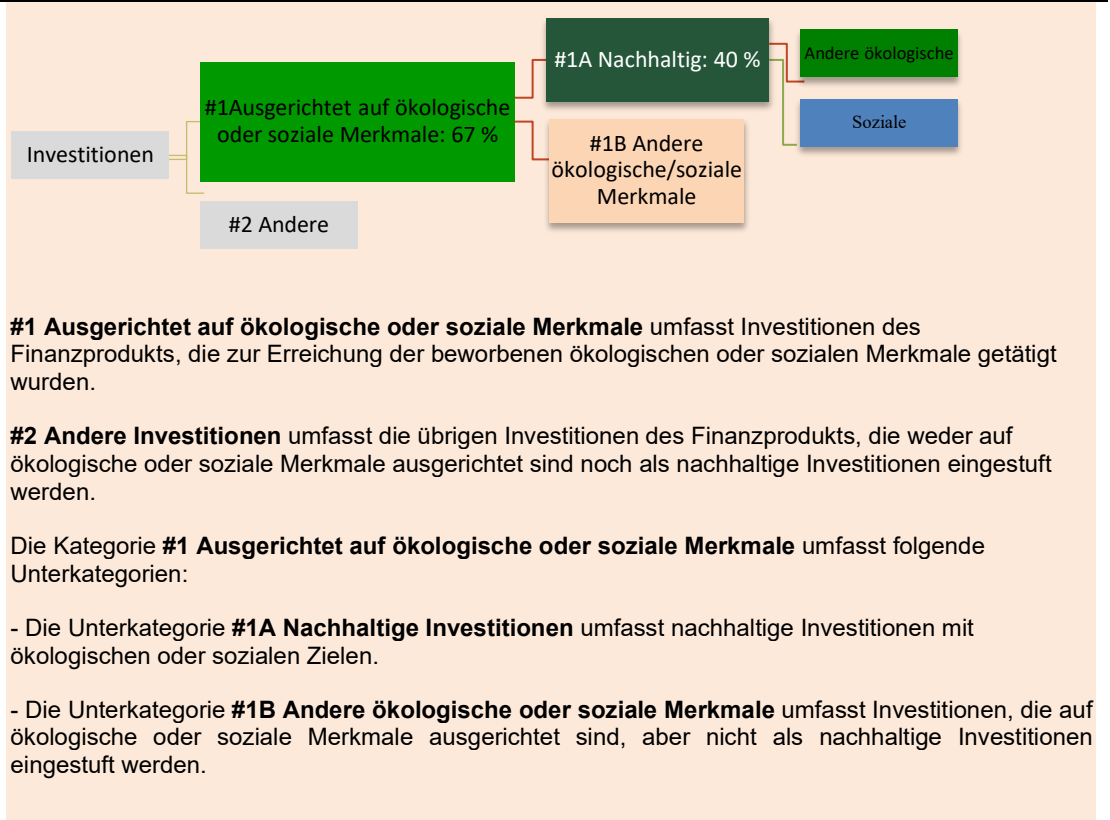 Investitionen
#1Ausgerichtet auf ökologische
oder soziale Merkmale: 67 %
#2 Andere
#1A Nachhaltig: 40 %
#1B Andere
ökologische/soziale
Merkmale
Andere ökologische
Soziale
#1 Ausgerichtet auf ökologische oder soziale Merkmale umfasst Investitionen des
Finanzprodukts, die zur Erreichung der beworbenen ökologischen oder sozialen Merkmale getätigt
wurden.
#2 Andere Investitionen umfasst die übrigen Investitionen des Finanzprodukts, die weder auf
ökologische oder soziale Merkmale ausgerichtet sind noch als nachhaltige Investitionen eingestuft
werden.
Die Kategorie #1 Ausgerichtet auf ökologische oder soziale Merkmale umfasst folgende
Unterkategorien:
- Die Unterkategorie #1A Nachhaltige Investitionen umfasst nachhaltige Investitionen mit
ökologischen oder sozialen Zielen.
- Die Unterkategorie #1B Andere ökologische oder soziale Merkmale umfasst Investitionen, die auf
ökologische oder soziale Merkmale ausgerichtet sind, aber nicht als nachhaltige Investitionen
eingestuft werden.